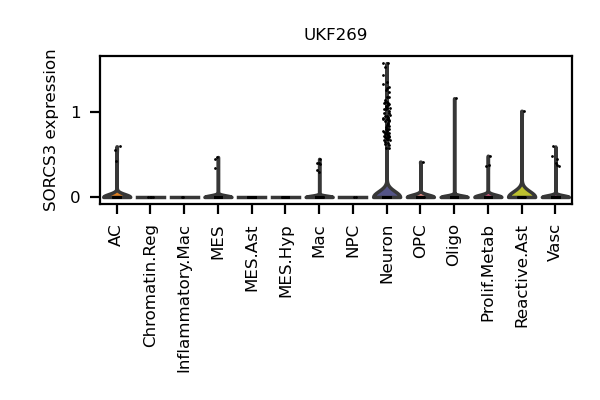 UKF269
SORCS3 expression
1
0
AC
Chromatin.Reg
Inflammatory.Mac
MES
MES.Ast
MES.Hyp
Mac
NPC
Neuron
OPC
Oligo
Prolif.Metab
Reactive.Ast
Vasc